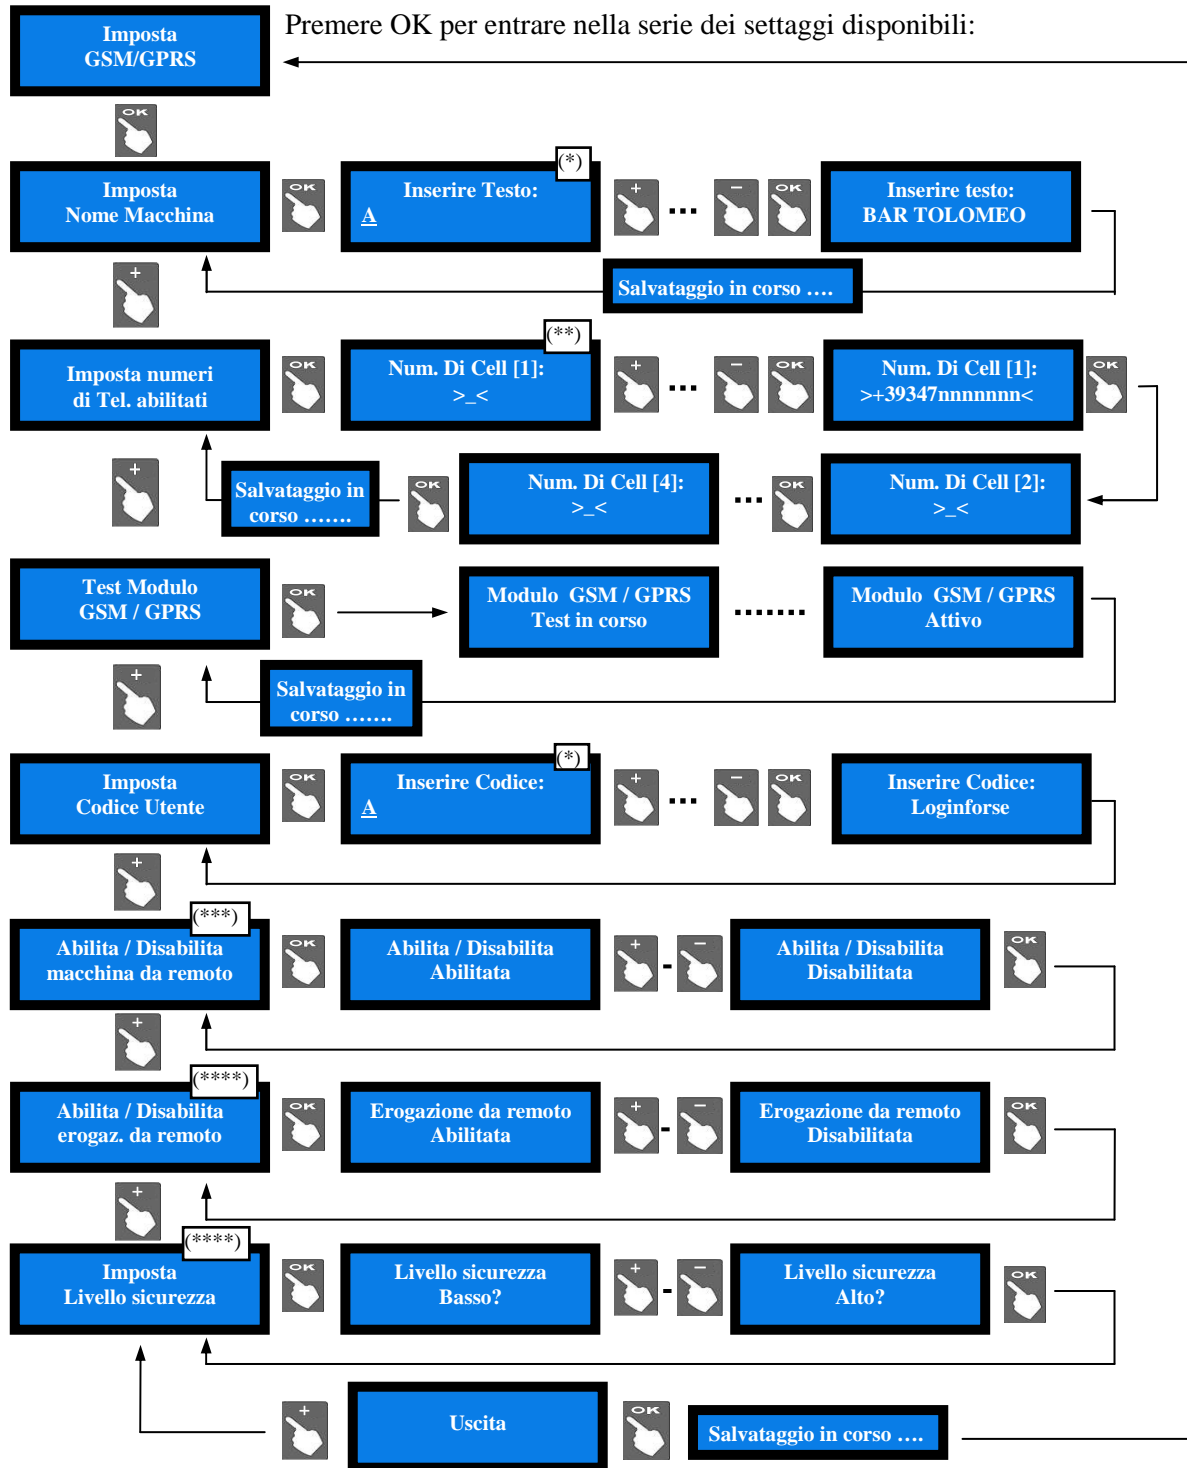 Premere OK per entrare nella serie dei settaggi disponibili:
Imposta
GSM/GPRS
OK
Imposta
Nome Macchina
OK
(*)
Inserire Testo:
A
+
...
−
OK
Inserire testo:
BAR TOLOMEO
+
Salvataggio in corso ….
Imposta numeri
di Tel. abilitati
OK
(**)
Num. Di Cell [1]:
>_<
+
...
−
OK
Num. Di Cell [1]:
>+39347nnnnnnn<
OK
+
Salvataggio in
corso …….
OK
Num. Di Cell [4]:
>_<
...
OK
Num. Di Cell [2]:
>_<
Test Modulo
GSM / GPRS
OK
Modulo GSM / GPRS
Test in corso
.......
Modulo GSM / GPRS
Attivo
+
Salvataggio in
corso …….
Imposta
Codice Utente
OK
(*)
Inserire Codice:
A
+
...
−
OK
Inserire Codice:
Loginforse
+
(***)
Abilita / Disabilita
macchina da remoto
OK
Abilita / Disabilita
Abilitata
+
-
−
Abilita / Disabilita
Disabilitata
OK
+
(****)
Abilita / Disabilita
erogaz. da remoto
OK
Erogazione da remoto
Abilitata
+
-
−
Erogazione da remoto
Disabilitata
OK
+
(****)
Imposta
Livello sicurezza
OK
Livello sicurezza
Basso?
+
-
−
Livello sicurezza
Alto?
OK
+
Uscita
OK
Salvataggio in corso ….